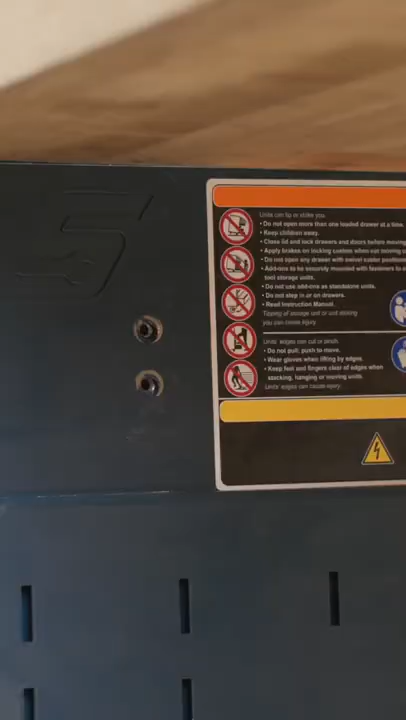 Units can tip or strike you.
• Do not open more than one loaded drawer at a time.
• Keep children away.
• Close lid and lock drawers and doors before moving
• Apply brakes on locking casters when not moving
• Do not open any drawer with swivel caster
• Add-ons to be securely mounted with fasteners to
tool storage units.
• Do not use add-ons as standalone units.
• Do not step in or on drawers.
• Read Instruction Manual.
Tipping of storage unit or
you can cause injury.
Units' edges can cut or pinch.
• Do not pull, push to move.
• Wear gloves when lifting by edges.
• Keep feet and fingers clear of edges when
stacking, hanging or moving units.
Units' edges can cause injury.